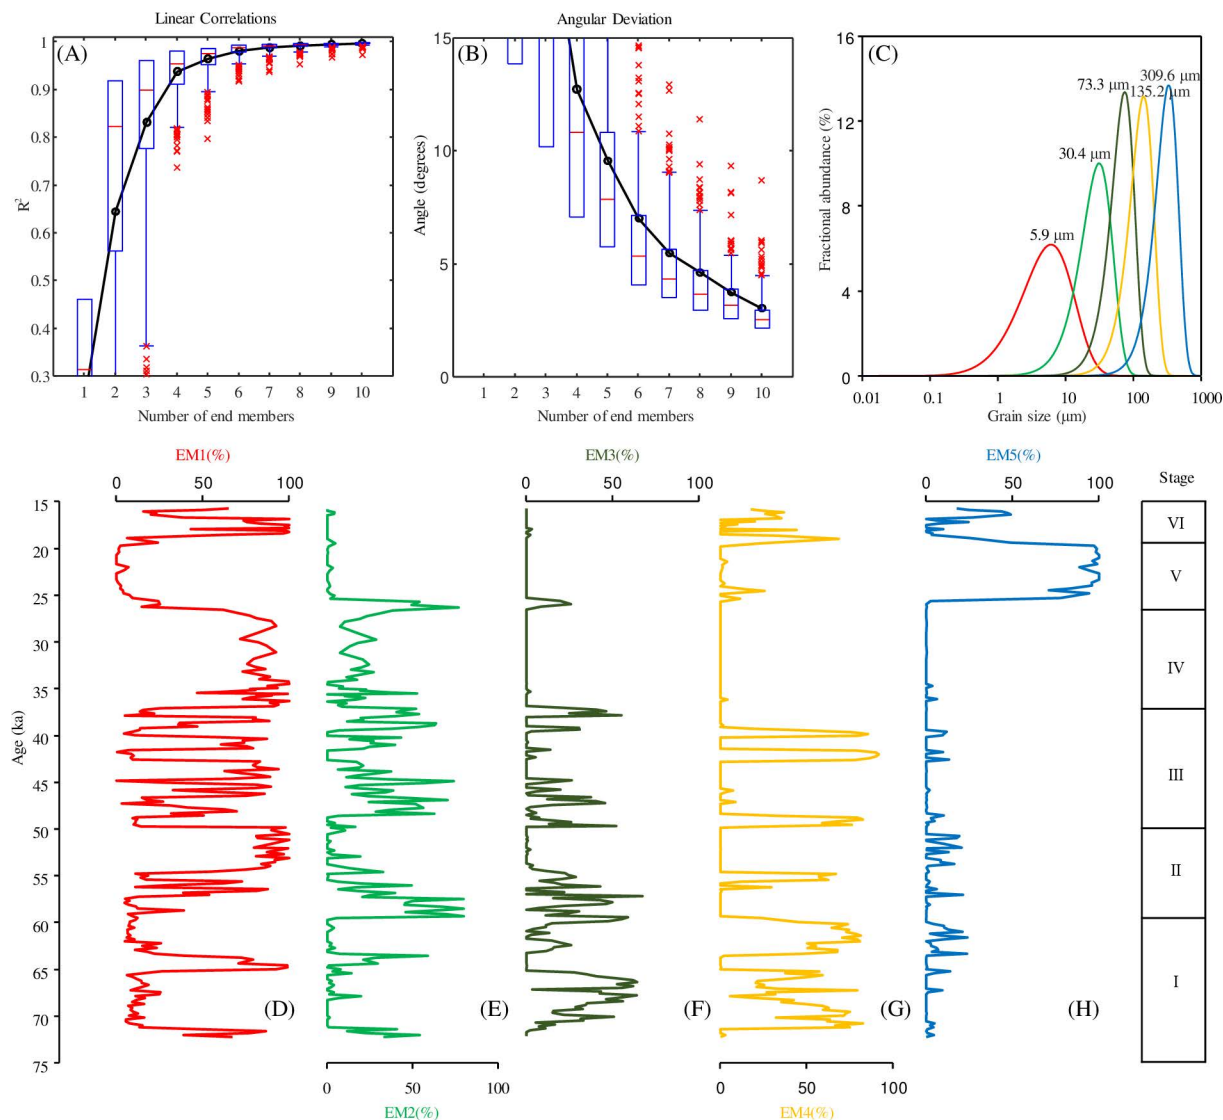 Linear Correlations
(A)
R²
1
0.9
0.8
0.7
0.6
0.5
0.4
0.3
1 2 3 4 5 6 7 8 9 10
Number of end members
Angular Deviation
(B)
Angle (degrees)
15
10
5
0
1 2 3 4 5 6 7 8 9 10
Number of end members
(C)
Fractional abundance (%)
16
12
8
4
0
5.9 μm
30.4 μm
73.3 μm
135.2 μm
309.6 μm
0.01 0.1 1 10 100 1000
Grain size (μm)
EM1(%)
0 50 100
EM3(%)
0 50 100
EM5(%)
0 50 100
Stage
Age (ka)
15
20
25
30
35
40
45
50
55
60
65
70
75
VI
V
IV
III
II
I
(D)
(E)
(F)
(G)
(H)
0 50 100
EM2(%)
0 50 100
EM4(%)